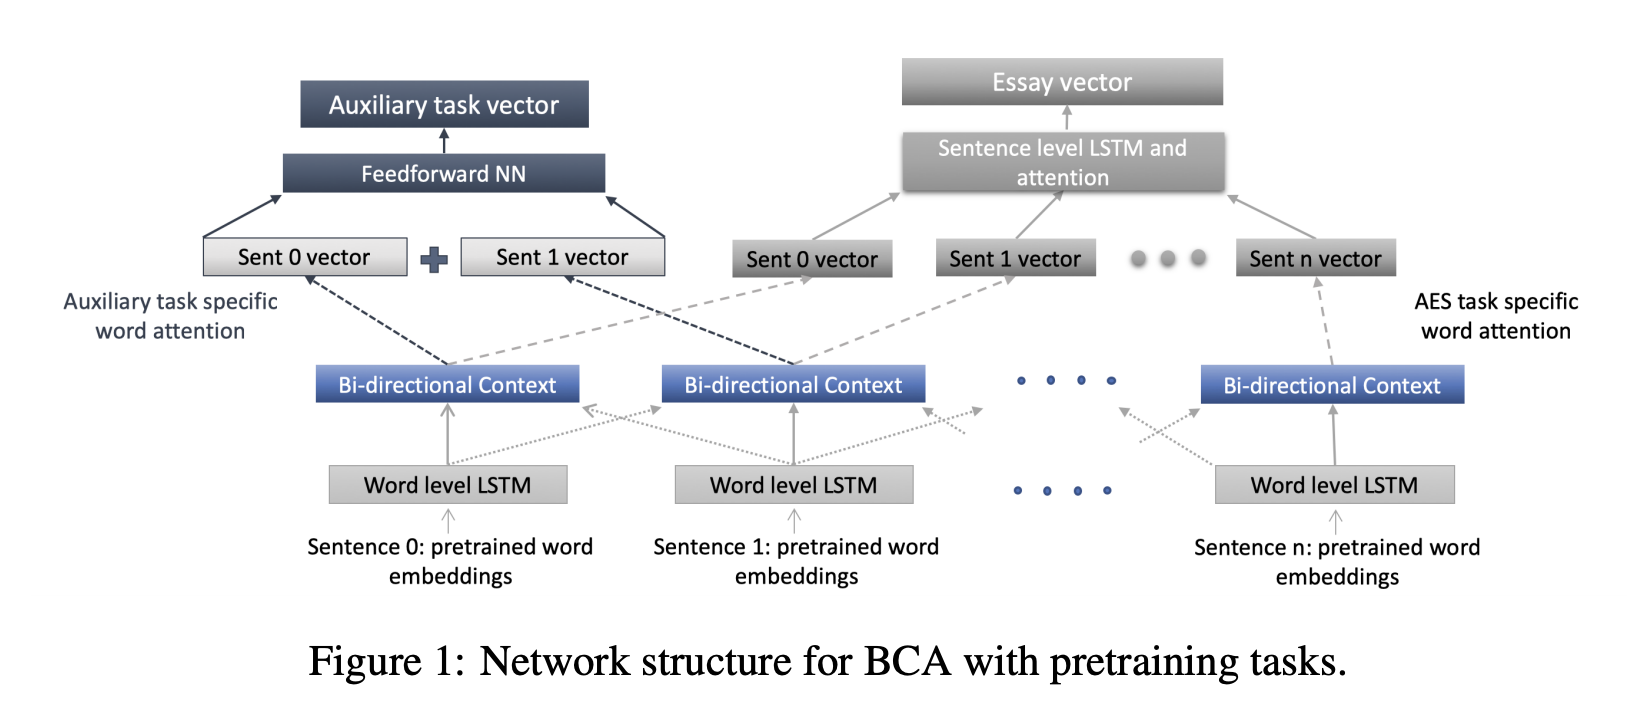 Auxiliary task vector
Essay vector
Feedforward NN
Sentence level LSTM and
attention
Sent 0 vector
Sent 1 vector
Sent 0 vector
Sent 1 vector
Sent n vector
Auxiliary task specific
word attention
AES task specific
word attention
Bi-directional Context
Bi-directional Context
Bi-directional Context
Word level LSTM
Word level LSTM
Word level LSTM
Sentence 0: pretrained word
embeddings
Sentence 1: pretrained word
embeddings
Sentence n: pretrained word
embeddings
Figure 1: Network structure for BCA with pretraining tasks.